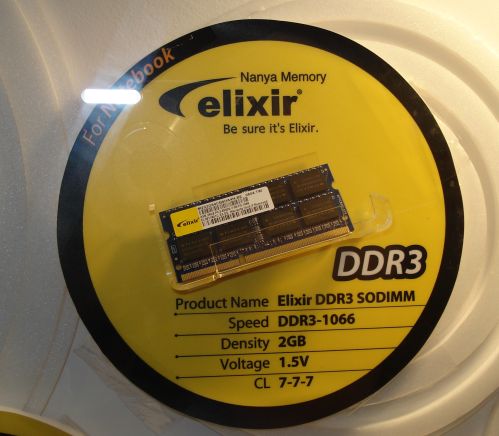 For Notebook
Nanya Memory
elixir®
Be sure it's Elixir.
elixir
DDR3
Product Name Elixir DDR3 SODIMM
Speed DDR3-1066
Density 2GB
Voltage 1.5V
CL 7-7-7